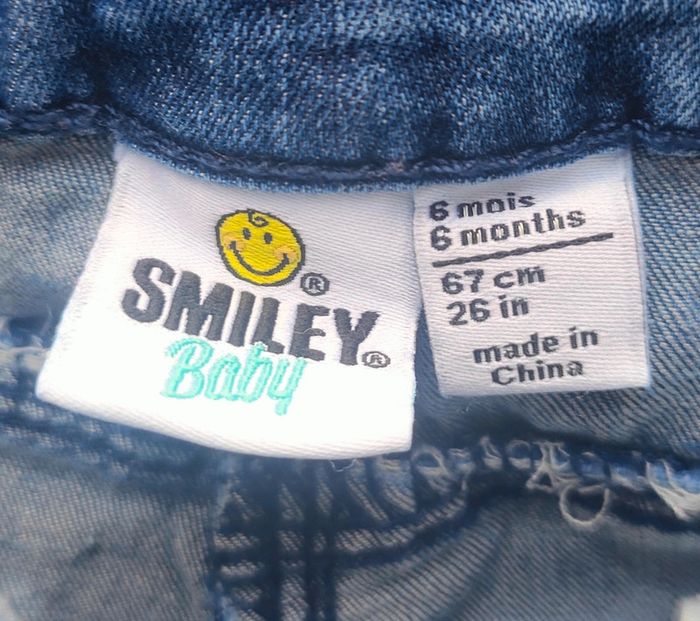 ®
SMILEY®
Baby
6 mois
6 months
67 cm
26 in
made in
China